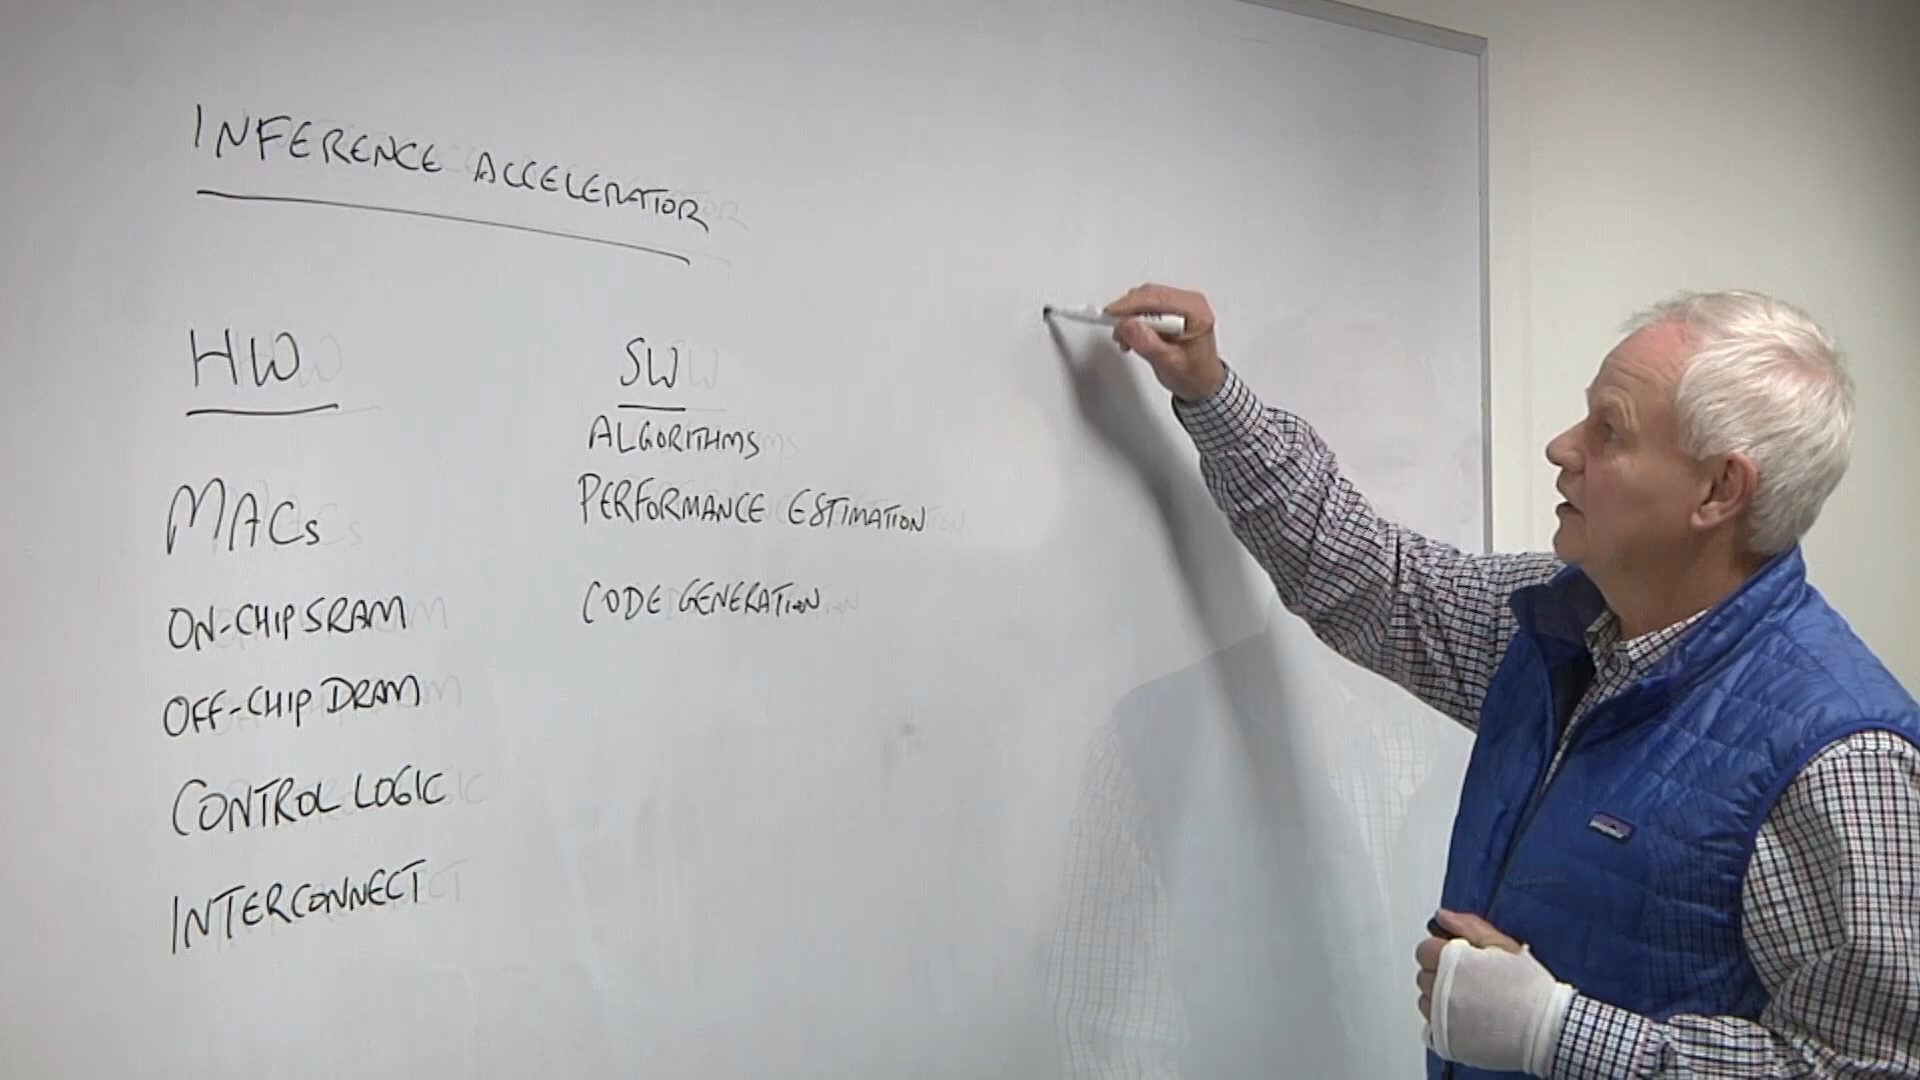 INFERENCE ACCELERATOR
HW
MACs
ON-CHIP SRAM
OFF-CHIP DRAM
CONTROL LOGIC
INTERCONNECT
SW
ALGORITHMS
PERFORMANCE ESTIMATION
CODE GENERATION